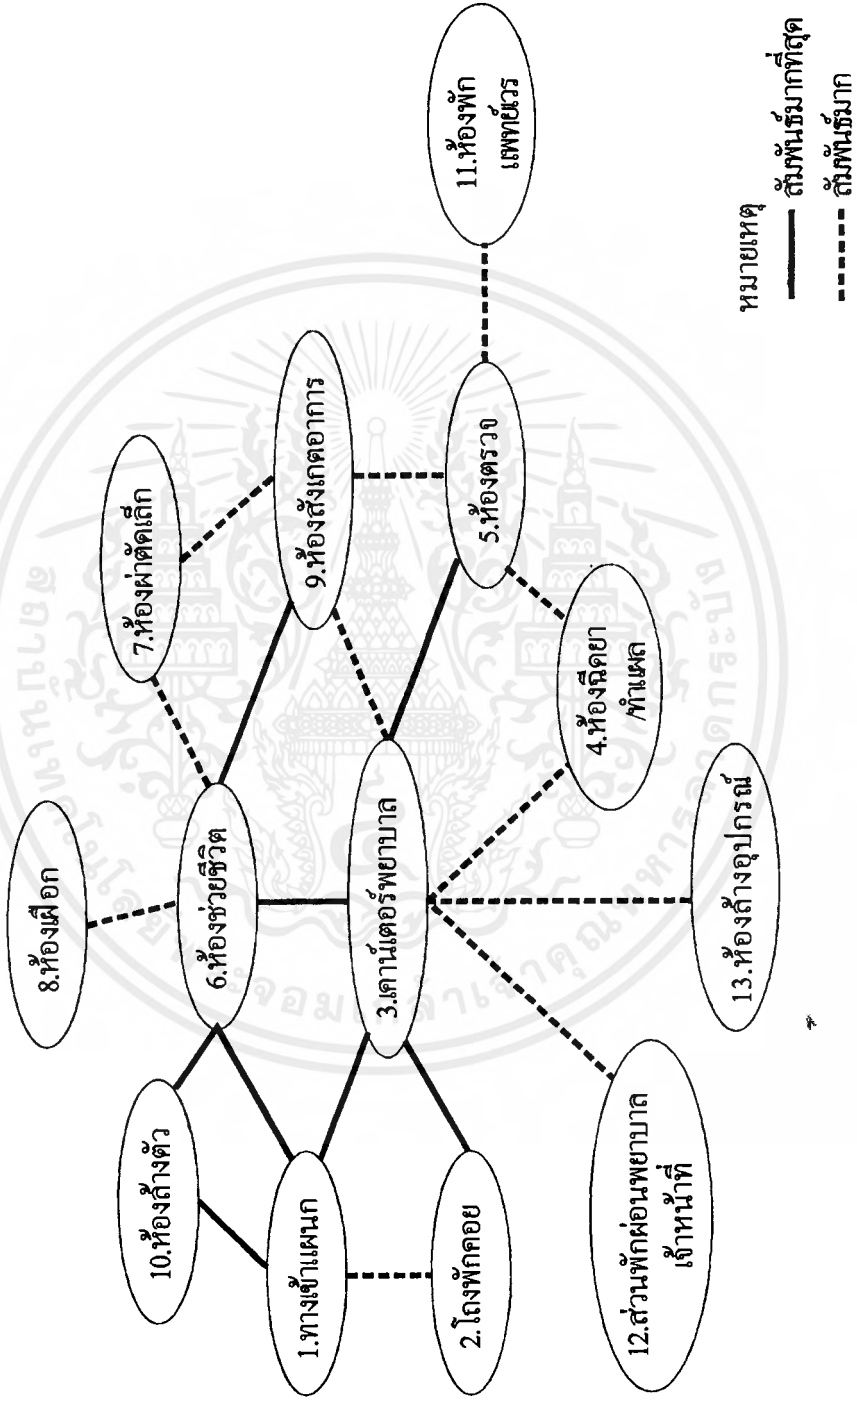 8.ห้องเฝือก
10.ห้องล้างตัว
6.ห้องช่วยชีวิต
7.ห้องผ่าตัดเล็ก
1.ทางเข้าแผนก
3.เคาน์เตอร์พยาบาล
9.ห้องสังเกตอาการ
2.โถงพักคอย
5.ห้องตรวจ
11.ห้องพัก
แพทย์เวร
4.ห้องฉีดยา
/ทำแผล
12.ส่วนพักผ่อนพยาบาล
เจ้าหน้าที่
13.ห้องล้างอุปกรณ์
หมายเหตุ
สัมพันธ์มากที่สุด
สัมพันธ์มาก